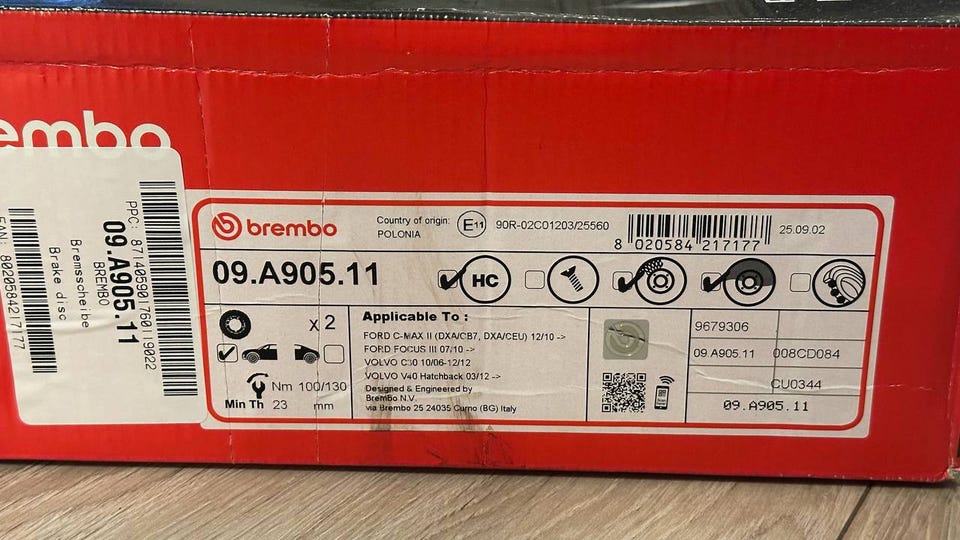 embo
PPC: 87140590176019022
09.A905.11
BREMBO
Bremsscheibe
Brake disc
EAN: 8020584217177
brembo
Country of origin:
POLONIA
E11
90R-02C01203/25560
8 020584 217177
25.09.02
09.A905.11
HC
x 2
Nm 100/130
Min Th 23 mm
Applicable To :
FORD C-MAX II (DXA/CB7, DXA/CEU) 12/10 ->
FORD FOCUS III 07/10 ->
VOLVO C30 10/06-12/12
VOLVO V40 Hatchback 03/12 ->
Designed & Engineered by
Brembo N.V.
via Brembo 25 24035 Curno (BG) Italy
9679306
09.A905.11 008CD084
CU0344
09.A905.11